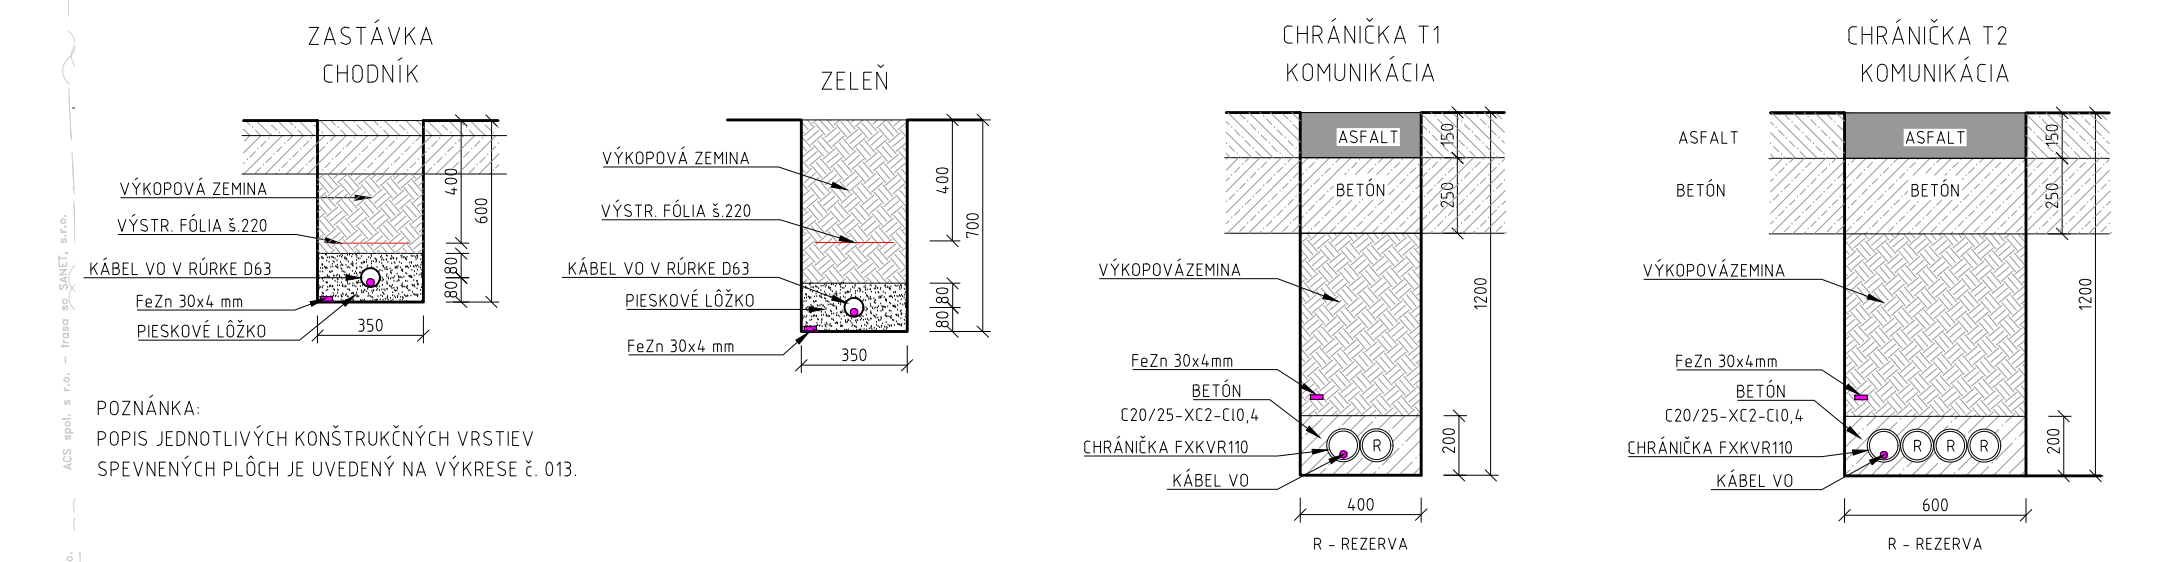 ZASTÁVKA
CHODNÍK
VÝKOPOVÁ ZEMINA
VÝSTR. FÓLIA š.220
KÁBEL VO V RÚRKE D63
FeZn 30x4 mm
PIESKOVÉ LÔŽKO
400
600
80
80
350
ZELEŇ
VÝKOPOVÁ ZEMINA
VÝSTR. FÓLIA š.220
KÁBEL VO V RÚRKE D63
PIESKOVÉ LÔŽKO
FeZn 30x4 mm
400
700
80
80
350
POZNÁNKA:
POPIS JEDNOTLIVÝCH KONŠTRUKČNÝCH VRSTIEV
SPEVNENÝCH PLÔCH JE UVEDENÝ NA VÝKRESE č. 013.
CHRÁNIČKA T1
KOMUNIKÁCIA
ASFALT
BETÓN
150
250
1200
VÝKOPOVÁZEMINA
FeZn 30x4mm
BETÓN
C20/25-XC2-Cl0,4
CHRÁNIČKA FXKVR110
KÁBEL VO
R
200
400
R - REZERVA
CHRÁNIČKA T2
KOMUNIKÁCIA
ASFALT
ASFALT
BETÓN
BETÓN
150
250
1200
VÝKOPOVÁZEMINA
FeZn 30x4mm
BETÓN
C20/25-XC2-Cl0,4
CHRÁNIČKA FXKVR110
KÁBEL VO
R R R
200
600
R - REZERVA
ACS spol. s r.o. - trasa so SANET, s.r.o.